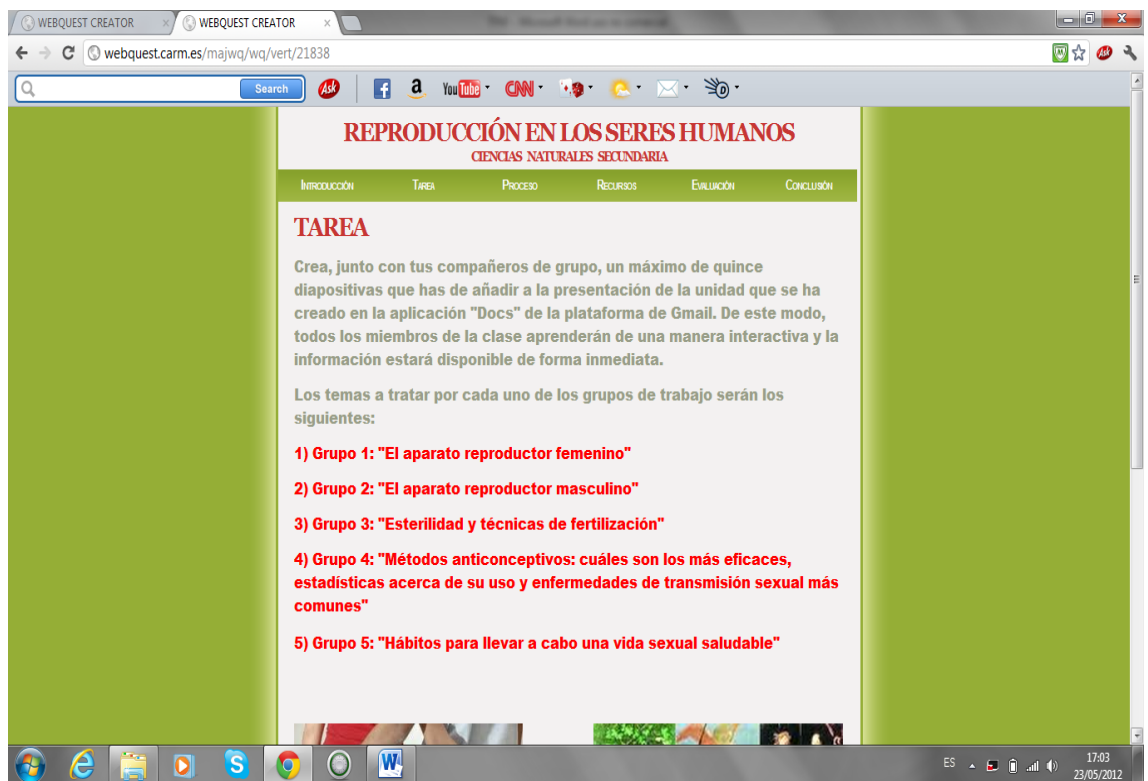 WEBQUEST CREATOR
WEBQUEST CREATOR
webquest.carm.es/majwq/wq/vert/21838
Search Ask YouTube CNN
REPRODUCCIÓN EN LOS SERES HUMANOS
CIENCIAS NATURALES SECUNDARIA
INTRODUCCIÓN TAREA PROCESO RECURSOS EVALUACIÓN CONCLUSIÓN
TAREA
Crea, junto con tus compañeros de grupo, un máximo de quince
diapositivas que has de añadir a la presentación de la unidad que se ha
creado en la aplicación "Docs" de la plataforma de Gmail. De este modo,
todos los miembros de la clase aprenderán de una manera interactiva y la
información estará disponible de forma inmediata.
Los temas a tratar por cada uno de los grupos de trabajo serán los
siguientes:
1) Grupo 1: "El aparato reproductor femenino"
2) Grupo 2: "El aparato reproductor masculino"
3) Grupo 3: "Esterilidad y técnicas de fertilización"
4) Grupo 4: "Métodos anticonceptivos: cuáles son los más eficaces,
estadísticas acerca de su uso y enfermedades de transmisión sexual más
comunes"
5) Grupo 5: "Hábitos para llevar a cabo una vida sexual saludable"
ES
17:03
23/05/2012